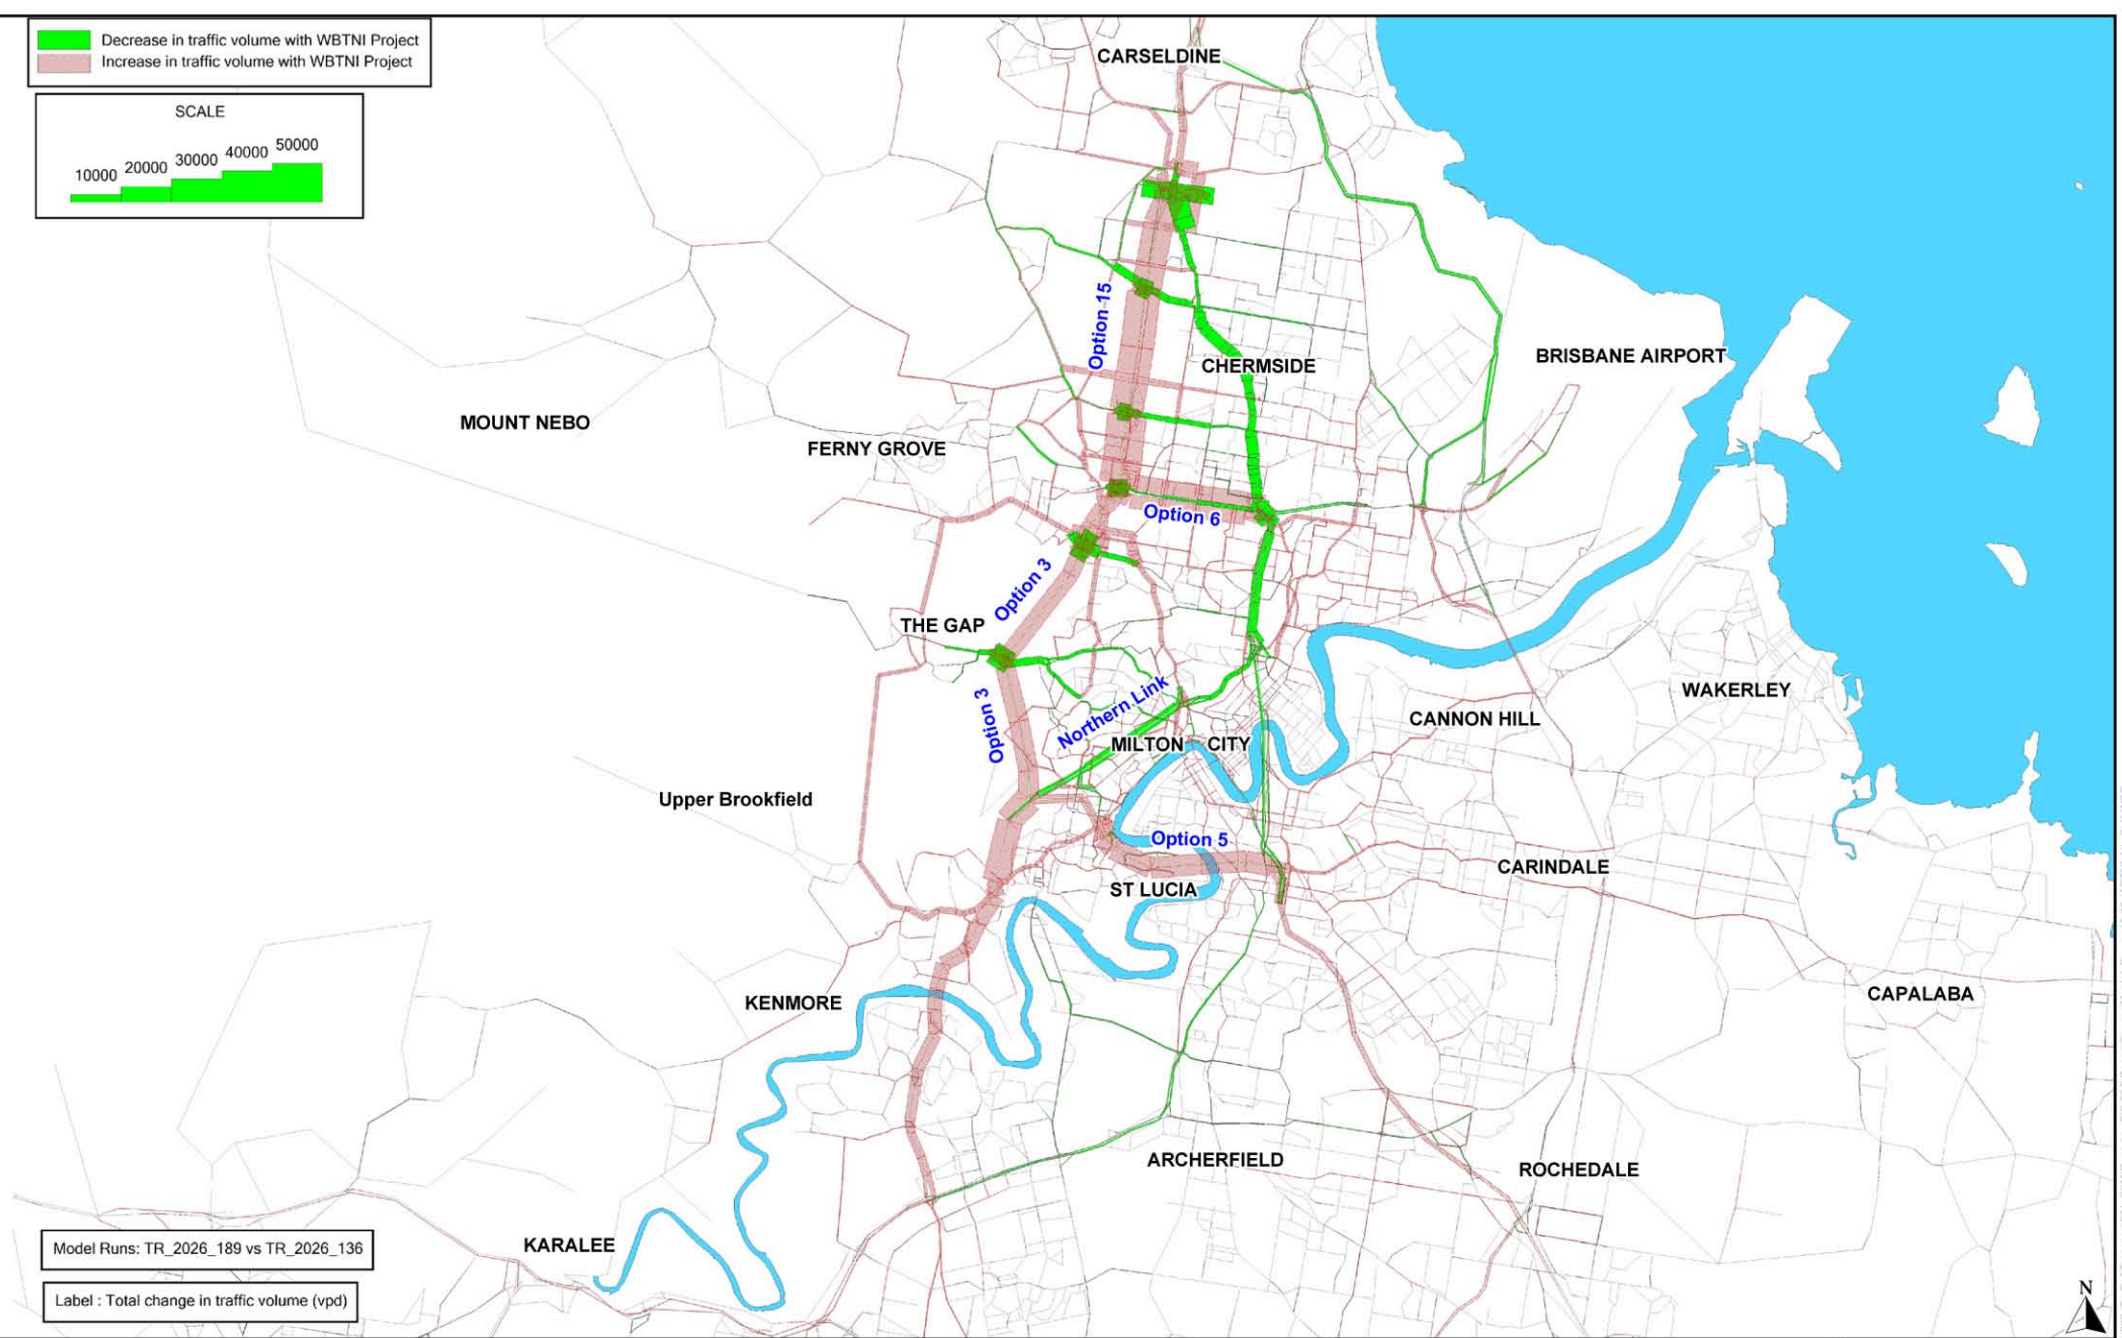 Decrease in traffic volume with WBTNI Project
Increase in traffic volume with WBTNI Project
SCALE
10000
20000
30000
40000
50000
CARSELDINE
Option 15
CHERMSIDE
BRISBANE AIRPORT
MOUNT NEBO
FERNY GROVE
Option 6
Option 3
THE GAP
Option 3
Northern Link
WAKERLEY
CANNON HILL
MILTON
CITY
Upper Brookfield
Option 5
CARINDALE
ST LUCIA
KENMORE
CAPALABA
ARCHERFIELD
ROCHEDALE
KARALEE
Model Runs: TR_2026_189 vs TR_2026_136
Label : Total change in traffic volume (vpd)
N